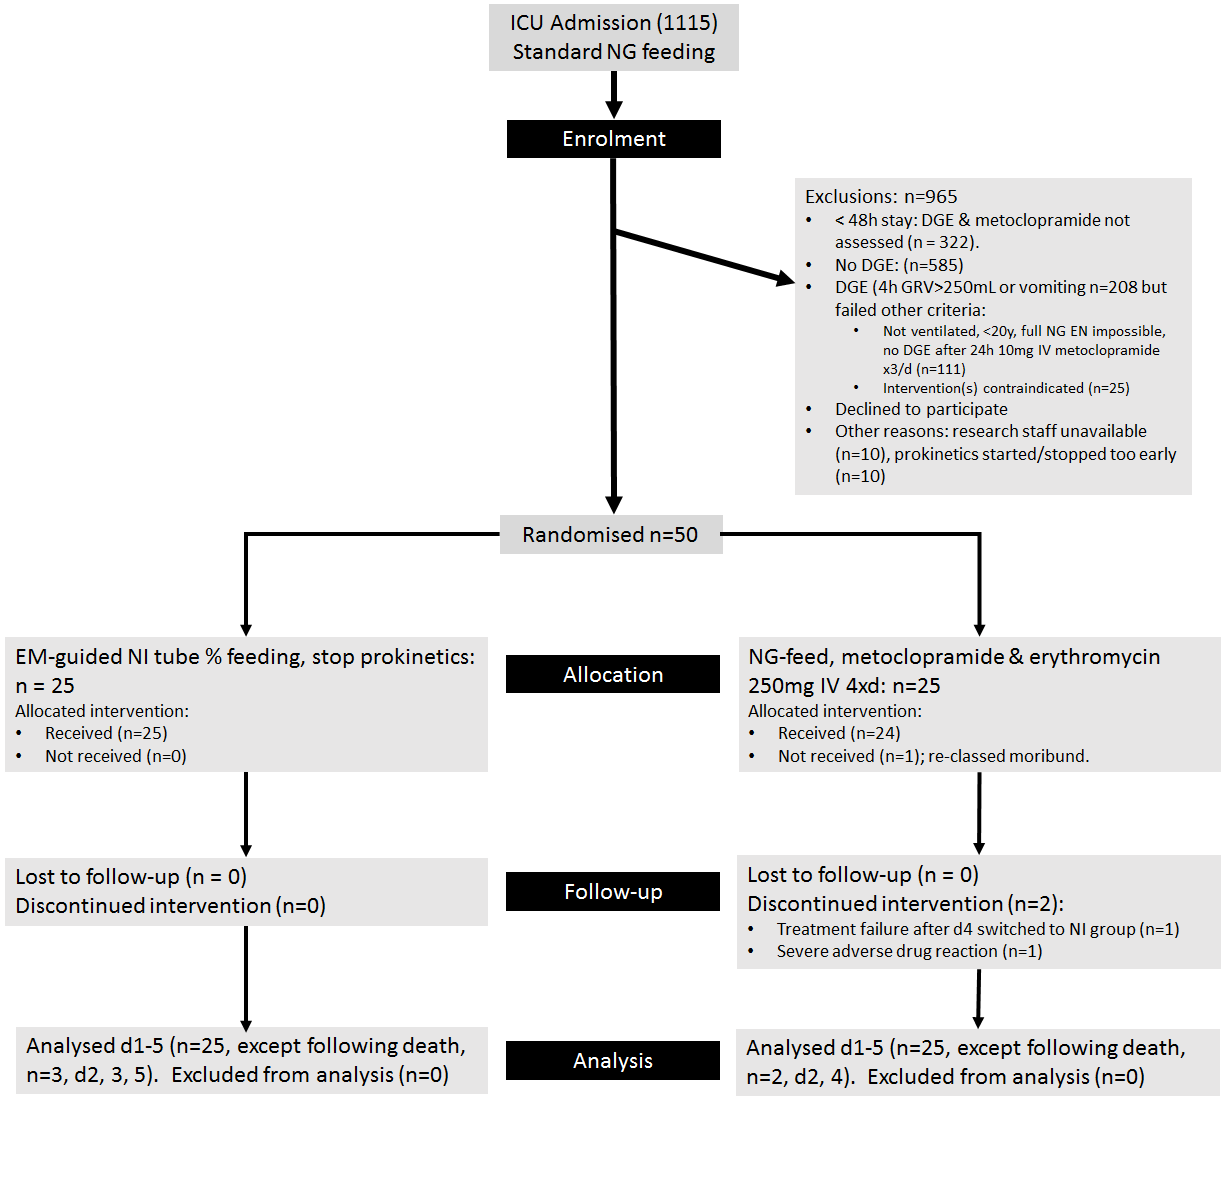 ICU Admission (1115)
Standard NG feeding
Enrolment
Exclusions: n=965
• < 48h stay: DGE & metoclopramide not
assessed (n = 322).
• No DGE: (n=585)
• DGE (4h GRV>250mL or vomiting n=208 but
failed other criteria:
• Not ventilated, <20y, full NG EN impossible,
no DGE after 24h 10mg IV metoclopramide
x3/d (n=111)
• Intervention(s) contraindicated (n=25)
• Declined to participate
• Other reasons: research staff unavailable
(n=10), prokinetics started/stopped too early
(n=10)
Randomised n=50
EM-guided NI tube % feeding, stop prokinetics:
n = 25
Allocated intervention:
• Received (n=25)
• Not received (n=0)
Allocation
NG-feed, metoclopramide & erythromycin
250mg IV 4xd: n=25
Allocated intervention:
• Received (n=24)
• Not received (n=1); re-classed moribund.
Lost to follow-up (n = 0)
Discontinued intervention (n=0)
Follow-up
Lost to follow-up (n = 0)
Discontinued intervention (n=2):
• Treatment failure after d4 switched to NI group (n=1)
• Severe adverse drug reaction (n=1)
Analysed d1-5 (n=25, except following death,
n=3, d2, 3, 5). Excluded from analysis (n=0)
Analysis
Analysed d1-5 (n=25, except following death,
n=2, d2, 4). Excluded from analysis (n=0)